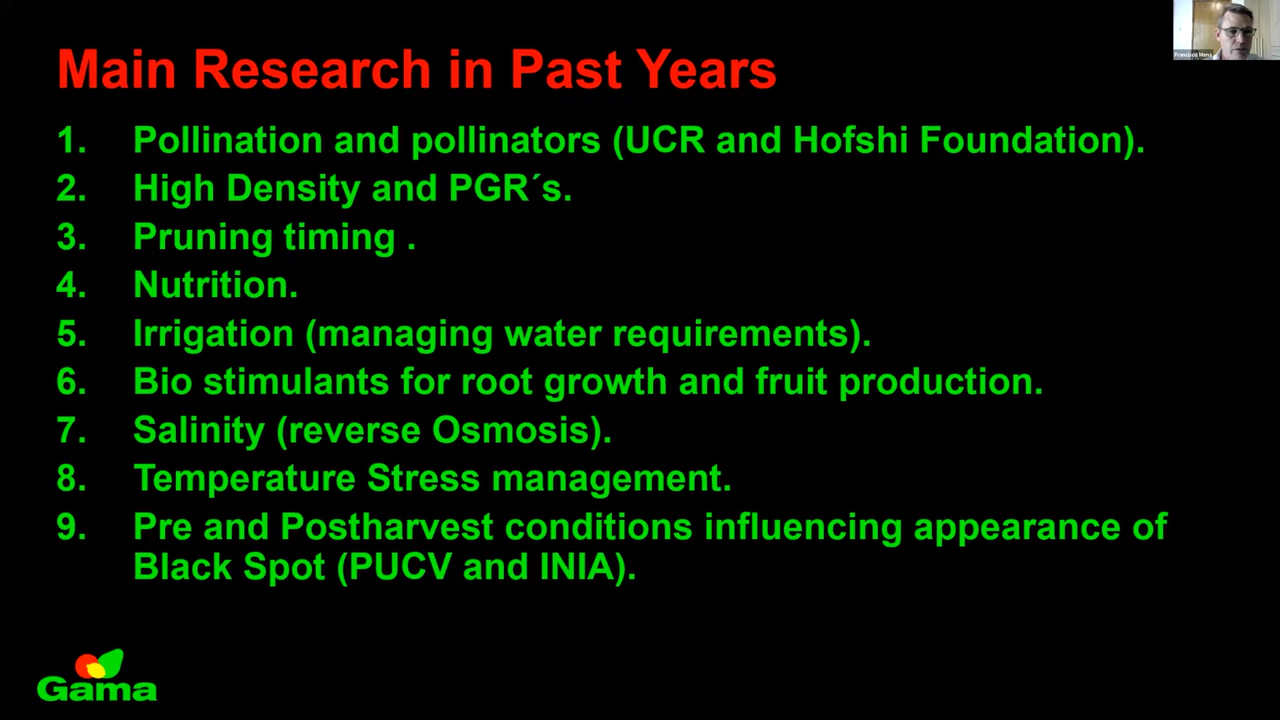 Main Research in Past Years
Francisco Mena
1. Pollination and pollinators (UCR and Hofshi Foundation).
2. High Density and PGR´s.
3. Pruning timing .
4. Nutrition.
5. Irrigation (managing water requirements).
6. Bio stimulants for root growth and fruit production.
7. Salinity (reverse Osmosis).
8. Temperature Stress management.
9. Pre and Postharvest conditions influencing appearance of
Black Spot (PUCV and INIA).
Gama